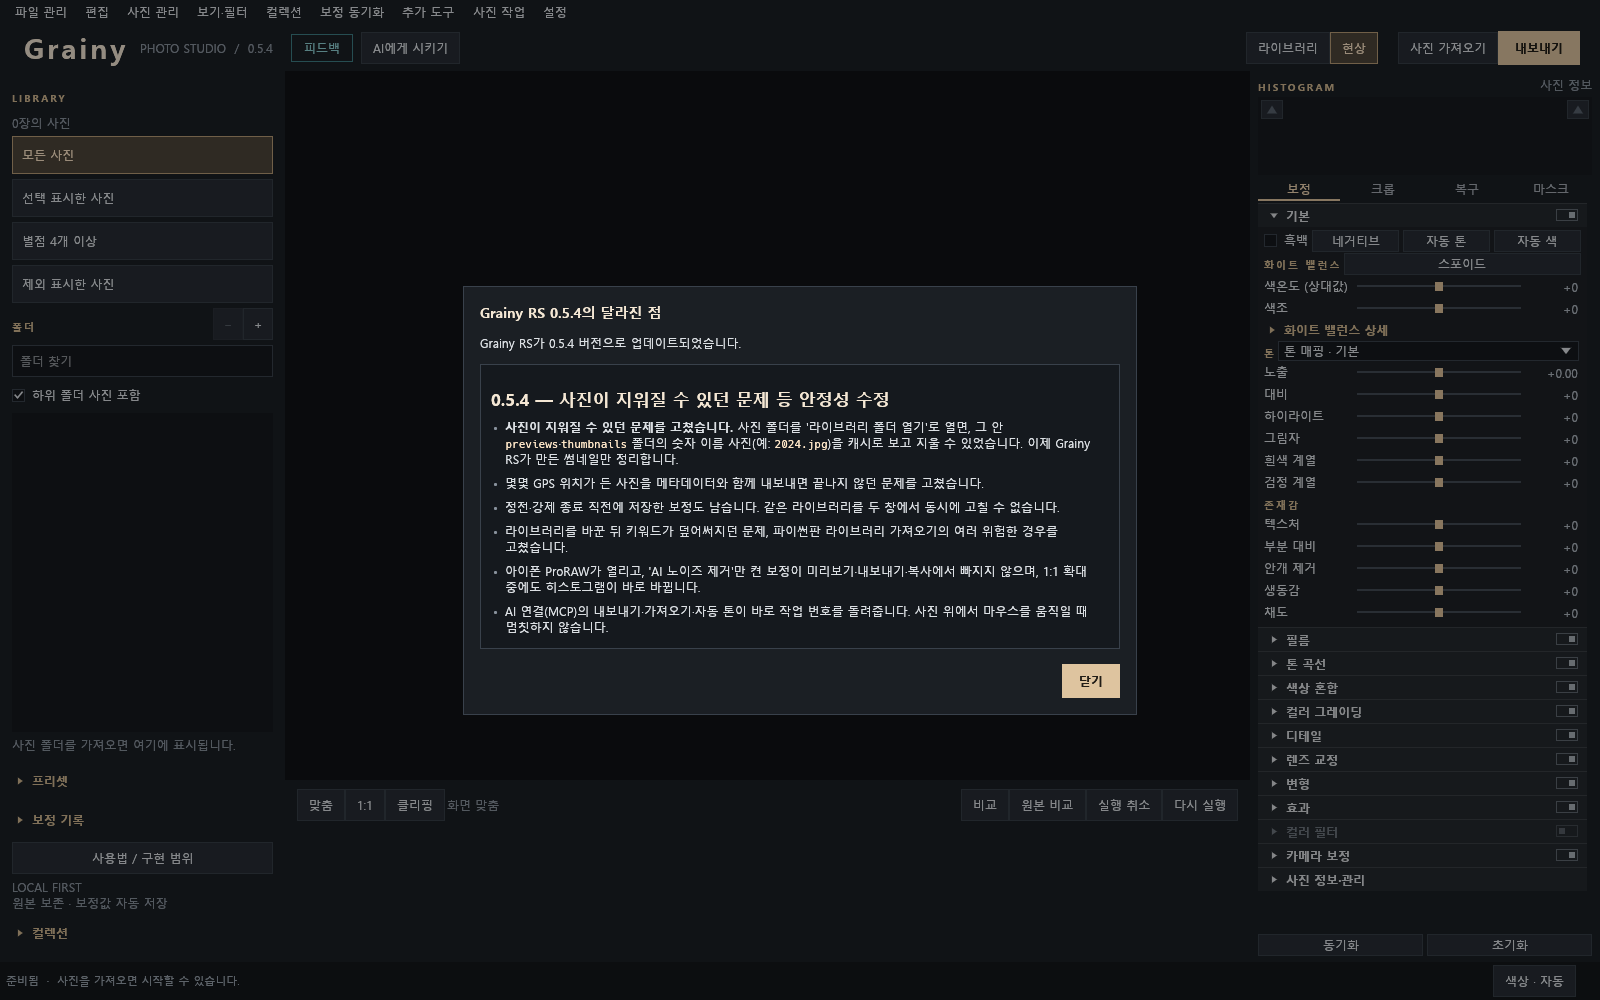 파일 관리 편집 사진 관리 보기·필터 컬렉션 보정 동기화 추가 도구 사진 작업 설정
Grainy PHOTO STUDIO / 0.5.4 피드백 AI에게 시키기 라이브러리 현상 사진 가져오기 내보내기
LIBRARY
0장의 사진
모든 사진
선택 표시한 사진
별점 4개 이상
제외 표시한 사진
폴더 − +
폴더 찾기
하위 폴더 사진 포함
사진 폴더를 가져오면 여기에 표시됩니다.
프리셋
보정 기록
사용법 / 구현 범위
LOCAL FIRST
원본 보존 · 보정값 자동 저장
컬렉션
Grainy RS 0.5.4의 달라진 점
Grainy RS가 0.5.4 버전으로 업데이트되었습니다.
0.5.4 — 사진이 지워질 수 있던 문제 등 안정성 수정
• 사진이 지워질 수 있던 문제를 고쳤습니다. 사진 폴더를 '라이브러리 폴더 열기'로 열면, 그 안
previews·thumbnails 폴더의 숫자 이름 사진(예: 2024.jpg)을 캐시로 보고 지울 수 있었습니다. 이제 Grainy
RS가 만든 썸네일만 정리합니다.
• 몇몇 GPS 위치가 든 사진을 메타데이터와 함께 내보내면 끝나지 않던 문제를 고쳤습니다.
• 정전·강제 종료 직전에 저장한 보정도 남습니다. 같은 라이브러리를 두 창에서 동시에 고칠 수 없습니다.
• 라이브러리를 바꾼 뒤 키워드가 덮어써지던 문제, 파이썬판 라이브러리 가져오기의 여러 위험한 경우를
고쳤습니다.
• 아이폰 ProRAW가 열리고, 'AI 노이즈 제거'만 켠 보정이 미리보기·내보내기·복사에서 빠지지 않으며, 1:1 확대
중에도 히스토그램이 바로 바뀝니다.
• AI 연결(MCP)의 내보내기·가져오기·자동 톤이 바로 작업 번호를 돌려줍니다. 사진 위에서 마우스를 움직일 때
멈칫하지 않습니다.
닫기
맞춤 1:1 클리핑 화면 맞춤 비교 원본 비교 실행 취소 다시 실행
HISTOGRAM 사진 정보
보정 크롭 복구 마스크
기본
흑백 네거티브 자동 톤 자동 색
화이트 밸런스 스포이드
색온도 (상대값) +0
색조 +0
화이트 밸런스 상세
톤 톤 매핑 · 기본
노출 +0.00
대비 +0
하이라이트 +0
그림자 +0
흰색 계열 +0
검정 계열 +0
존재감
텍스처 +0
부분 대비 +0
안개 제거 +0
생동감 +0
채도 +0
필름
톤 곡선
색상 혼합
컬러 그레이딩
디테일
렌즈 교정
변형
효과
컬러 필터
카메라 보정
사진 정보·관리
동기화 초기화
준비됨 · 사진을 가져오면 시작할 수 있습니다. 색상 · 자동